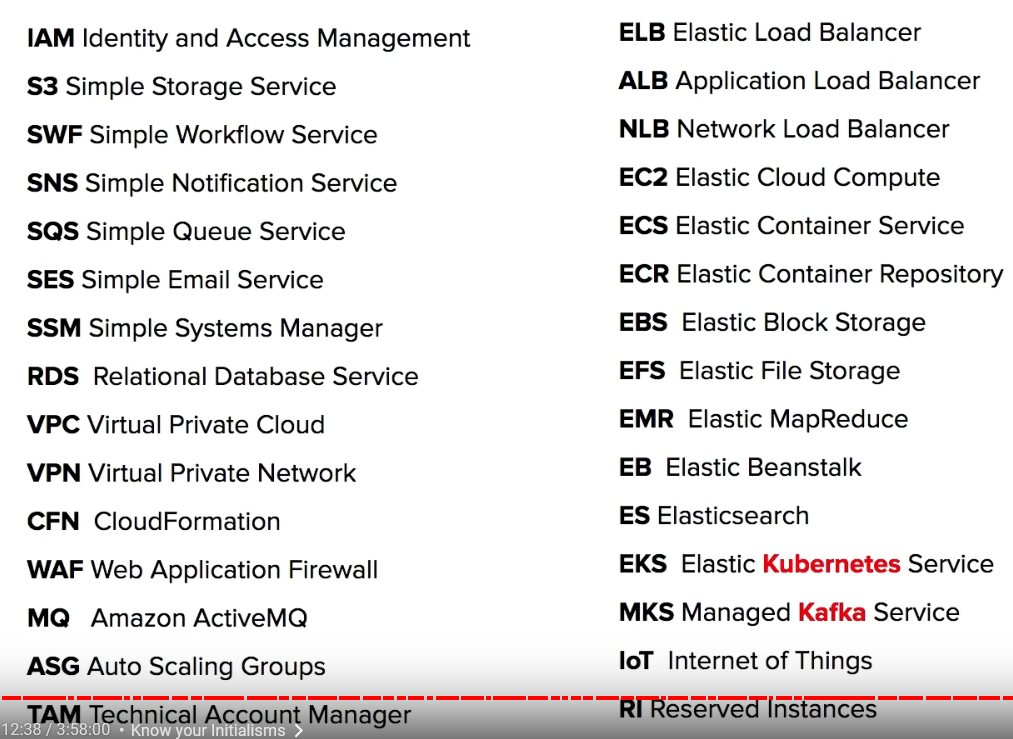 IAM Identity and Access Management
S3 Simple Storage Service
SWF Simple Workflow Service
SNS Simple Notification Service
SQS Simple Queue Service
SES Simple Email Service
SSM Simple Systems Manager
RDS Relational Database Service
VPC Virtual Private Cloud
VPN Virtual Private Network
CFN CloudFormation
WAF Web Application Firewall
MQ Amazon ActiveMQ
ASG Auto Scaling Groups
TAM Technical Account Manager
ELB Elastic Load Balancer
ALB Application Load Balancer
NLB Network Load Balancer
EC2 Elastic Cloud Compute
ECS Elastic Container Service
ECR Elastic Container Repository
EBS Elastic Block Storage
EFS Elastic File Storage
EMR Elastic MapReduce
EB Elastic Beanstalk
ES Elasticsearch
EKS Elastic Kubernetes Service
MKS Managed Kafka Service
IoT Internet of Things
RI Reserved Instances
12:38 / 3:58:00 • Know your Initialisms